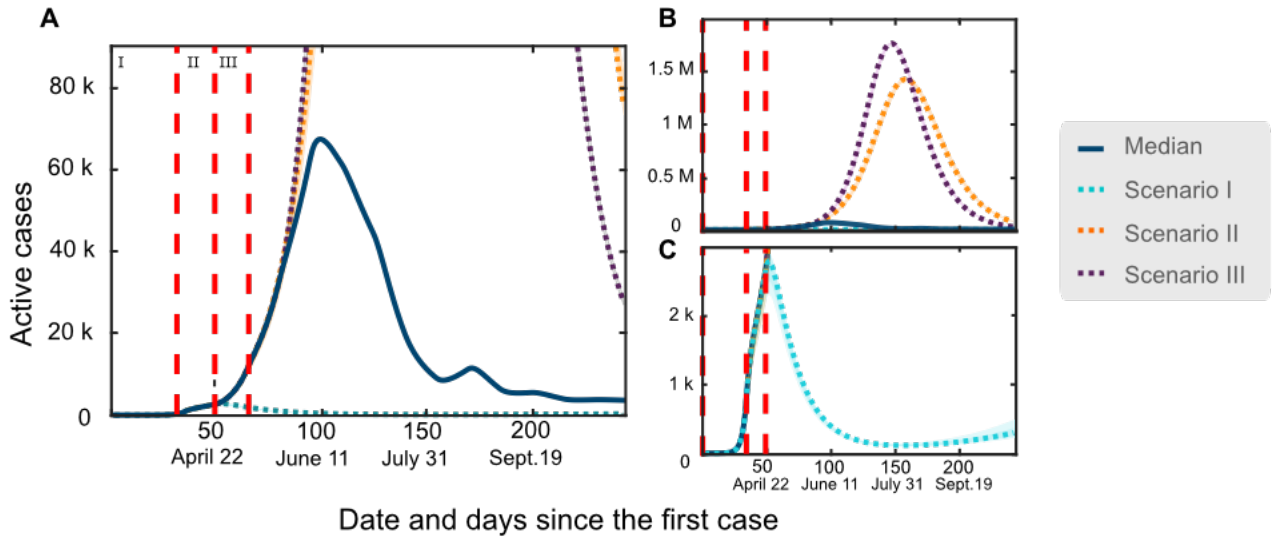 A
I II III
80 k
60 k
40 k
20 k
0
50 100 150 200
April 22 June 11 July 31 Sept.19
Active cases
B
1.5 M
1 M
0.5 M
0
C
2 k
1 k
0
50 100 150 200
April 22 June 11 July 31 Sept.19
Date and days since the first case
Median
Scenario I
Scenario II
Scenario III